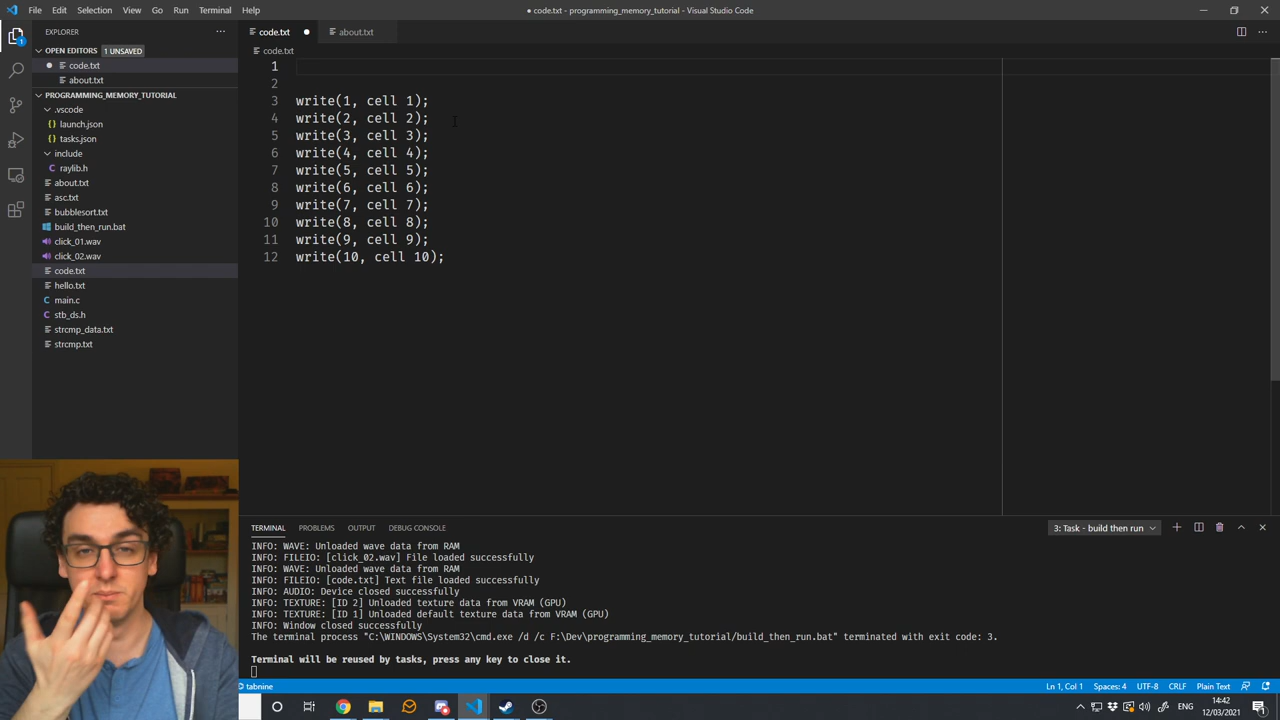 File Edit Selection View Go Run Terminal Help
● code.txt - programming_memory_tutorial - Visual Studio Code
EXPLORER
OPEN EDITORS 1 UNSAVED
code.txt
about.txt
PROGRAMMING_MEMORY_TUTORIAL
.vscode
launch.json
tasks.json
include
raylib.h
about.txt
asc.txt
bubblesort.txt
build_then_run.bat
click_01.wav
click_02.wav
code.txt
hello.txt
main.c
stb_ds.h
strcmp_data.txt
strcmp.txt
code.txt about.txt
code.txt
1
2
3 write(1, cell 1);
4 write(2, cell 2);
5 write(3, cell 3);
6 write(4, cell 4);
7 write(5, cell 5);
8 write(6, cell 6);
9 write(7, cell 7);
10 write(8, cell 8);
11 write(9, cell 9);
12 write(10, cell 10);
TERMINAL PROBLEMS OUTPUT DEBUG CONSOLE 3: Task - build then run
INFO: WAVE: Unloaded wave data from RAM
INFO: FILEIO: [click_02.wav] File loaded successfully
INFO: WAVE: Unloaded wave data from RAM
INFO: FILEIO: [code.txt] Text file loaded successfully
INFO: AUDIO: Device closed successfully
INFO: TEXTURE: [ID 2] Unloaded texture data from VRAM (GPU)
INFO: TEXTURE: [ID 1] Unloaded default texture data from VRAM (GPU)
INFO: Window closed successfully
The terminal process "C:\WINDOWS\System32\cmd.exe /d /c F:\Dev\programming_memory_tutorial/build_then_run.bat" terminated with exit code: 3.
Terminal will be reused by tasks, press any key to close it.
tabnine Ln 1, Col 1 Spaces: 4 UTF-8 CRLF Plain Text
ENG 14:42
12/03/2021